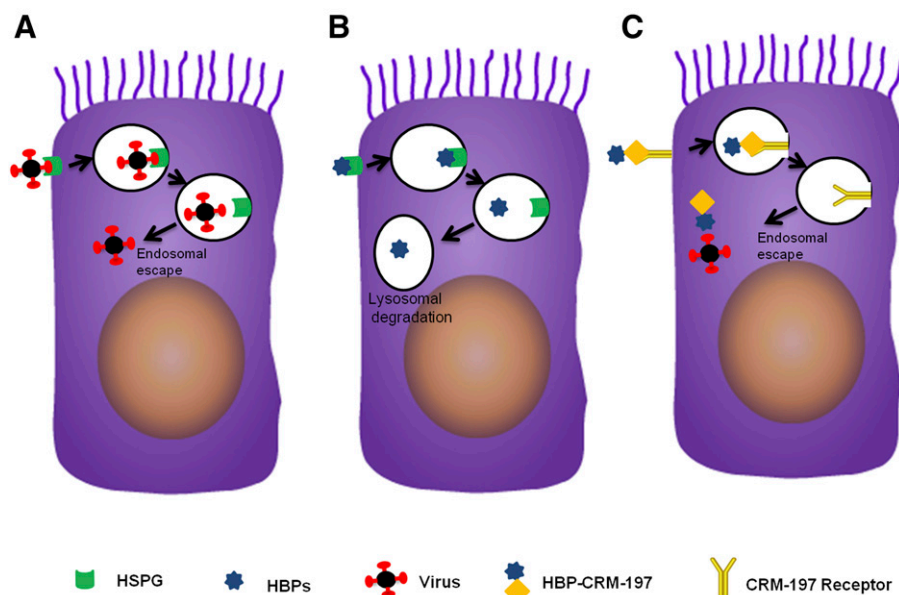 A
B
C
Endosomal
escape
Lysosomal
degradation
Endosomal
escape
HSPG
HBPs
Virus
HBP-CRM-197
CRM-197 Receptor